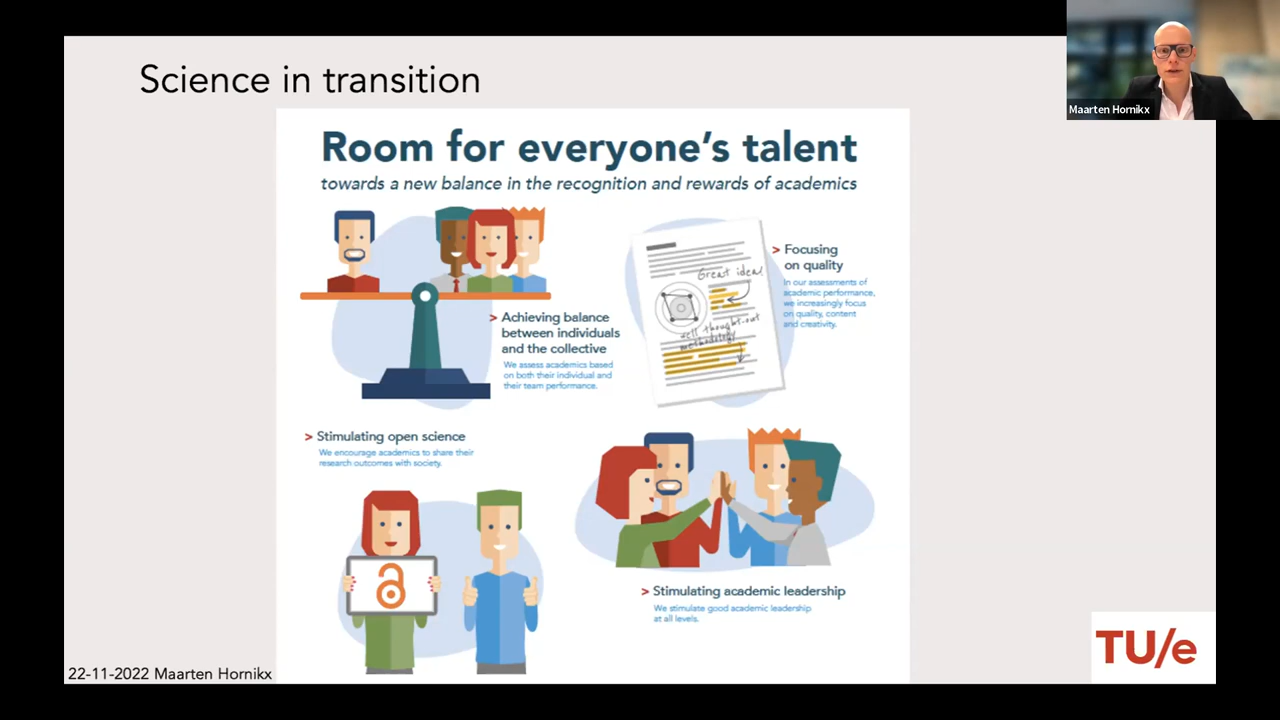 Science in transition
Maarten Hornikx
Room for everyone's talent
towards a new balance in the recognition and rewards of academics
> Achieving balance
between individuals
and the collective
We assess academics based
on both their individual and
their team performance.
> Focusing
on quality
In our assessments of
academic performance,
we increasingly focus
on quality, content
and creativity.
Great idea!
well thought-out
methodology
> Stimulating open science
We encourage academics to share their
research outcomes with society.
> Stimulating academic leadership
We stimulate good academic leadership
at all levels.
22-11-2022 Maarten Hornikx
TU/e